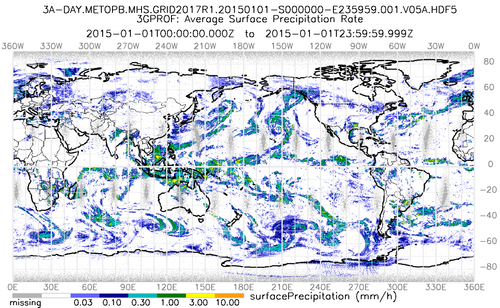 3A-DAY.METOPB.MHS.GRID2017R1.20150101-S000000-E235959.001.V05A.HDF5
3GPROF: Average Surface Precipitation Rate
2015-01-01T00:00:00.000Z to 2015-01-01T23:59:59.999Z
360W 330W 300W 270W 240W 210W 180W 150W 120W 90W 60W 30W 0W
80
60
40
20
0
-20
-40
-60
-80
0E 30E 60E 90E 120E 150E 180E 210E 240E 270E 300E 330E 360E
missing 0.03 0.10 0.30 1.00 3.00 10.00 surfacePrecipitation (mm/h)